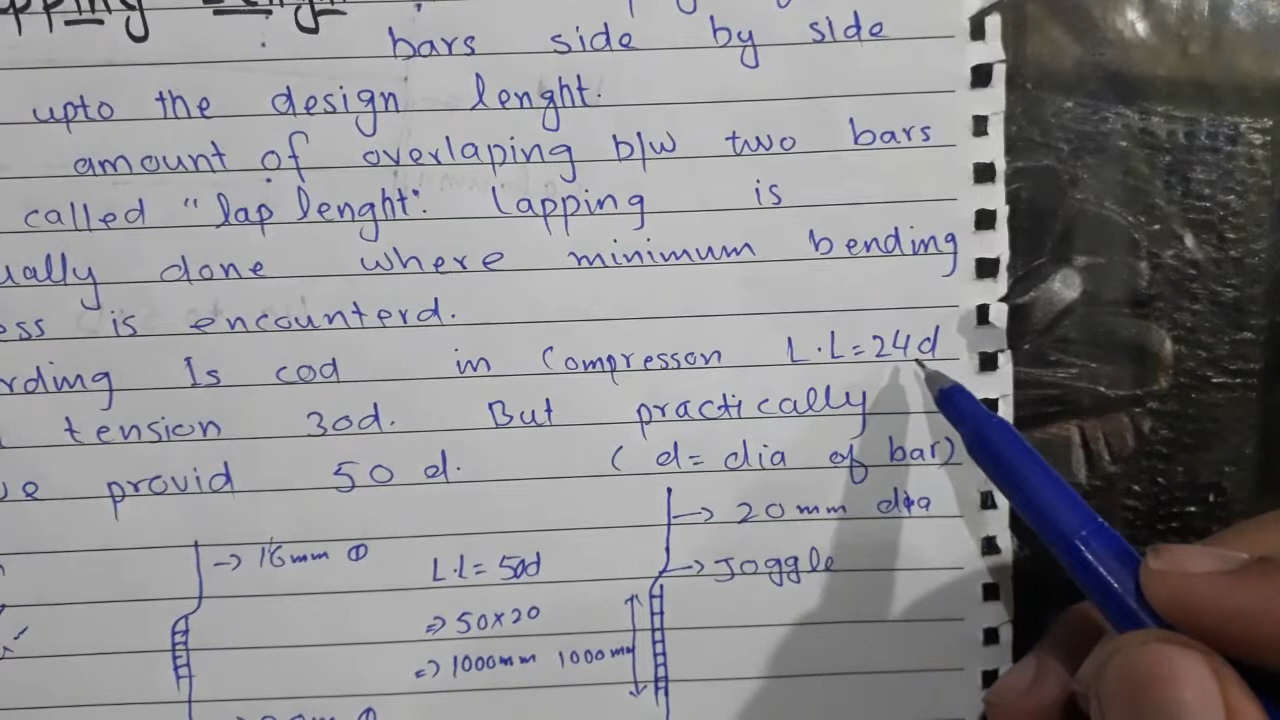 bars side by side
upto the design lenght.
amount of overlaping b/w two bars
called "lap lenght". Lapping is
ually done where minimum bending
ess is encounterd.
rding Is cod in Compresson L.L=24d
tension 30d. But practically
provid 50 d. ( d= dia of bar)
→ 20mm dia
→ 16mm Φ L.L= 50d → Joggle
⇒ 50×20
⇒ 1000mm 1000mm